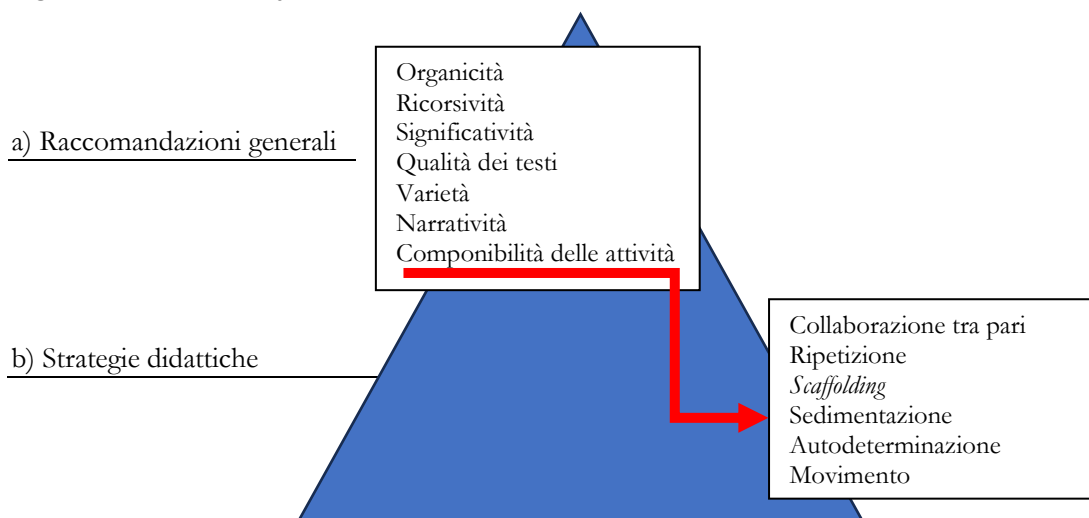 a) Raccomandazioni generali
Organicità
Ricorsività
Significatività
Qualità dei testi
Varietà
Narratività
Componibilità delle attività
b) Strategie didattiche
Collaborazione tra pari
Ripetizione
Scaffolding
Sedimentazione
Autodeterminazione
Movimento